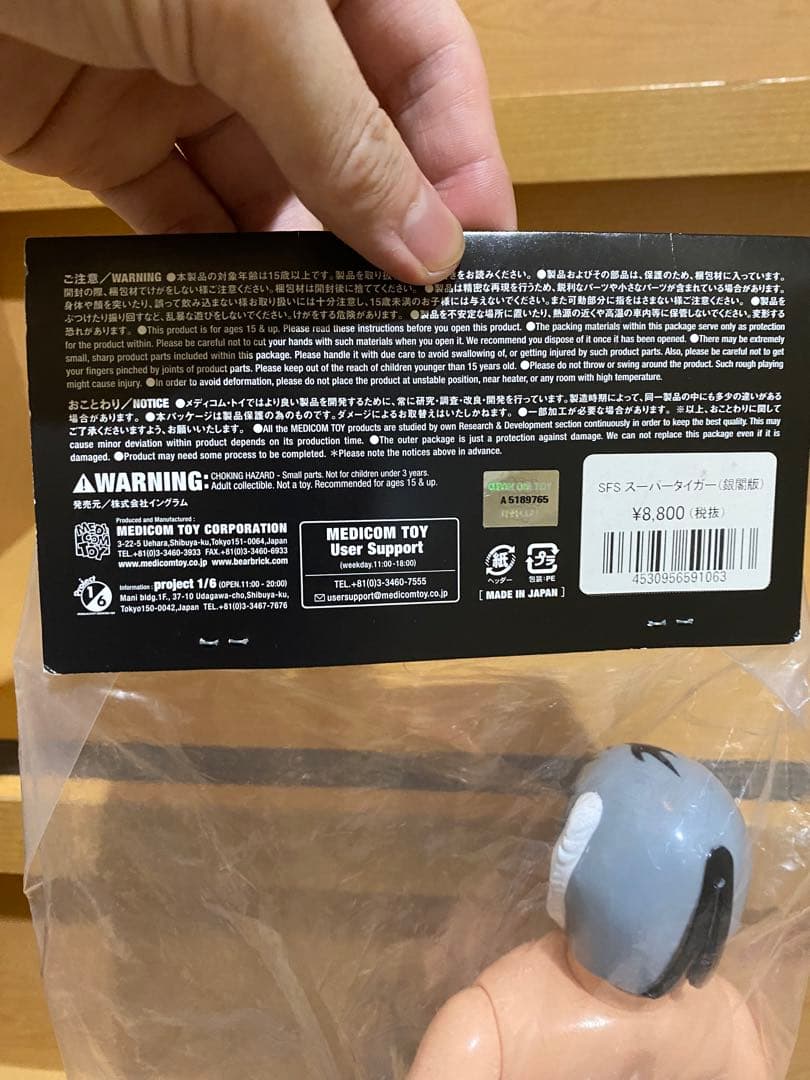 ご注意／WARNING ●本製品の対象年齢は15歳以上です。製品を取り扱 きをお読みください。 ●製品およびその部品は、保護のため、梱包材に入っています。
開封の際、梱包材でけがをしない様ご注意ください。梱包材は開封後に捨ててください。 ●製品は精密な再現を行うため、鋭利なパーツや小さなパーツが含まれている場合があります。
身体や顔を突いたり、誤って飲み込まない様お取り扱いには十分注意し、15歳未満のお子様には与えないでください。また可動部分に指をはさまない様ご注意ください。 ●製品を
ぶつけたり振り回すなど、乱暴な遊びをしないでください。けがをする危険があります。 ●製品を不安定な場所に置いたり、熱源の近くや高温の車内等に保管しないでください。変形する
恐れがあります。 ●This product is for ages 15 & up. Please read these instructions before you open this product. ●The packing materials within this package serve only as protection
for the product within. Please be careful not to cut your hands with such materials when you open it. We recommend you dispose of it once it has been opened. ●There may be extremely
small, sharp product parts included within this package. Please handle it with due care to avoid swallowing of, or getting injured by such product parts. Also, please be careful not to get
your fingers pinched by joints of product parts. Please keep out of the reach of children younger than 15 years old. ●Please do not throw or swing around the product. Such rough playing
might cause injury. ●In order to avoid deformation, please do not place the product at unstable position, near heater, or any room with high temperature.
おことわり／NOTICE ●メディコム・トイではより良い製品を開発するために、常に研究・調査・改良・開発を行っています。製造時期によって、同一製品の中にも多少の違いがある
場合があります。 ●本パッケージは製品保護の為のものです。ダメージによるお取替えはいたしかねます。 ●一部加工が必要な場合があります。 ※以上、おことわりに関して
ご了承くださいますよう、お願いいたします。 ●All the MEDICOM TOY products are studied by own Research & Development section continuously in order to keep the best quality. This may
cause minor deviation within product depends on its production time. ●The outer package is just a protection against damage. We can not replace this package even if it is
damaged. ●Product may need some process to be completed. ＊Please note the notices above in advance.
WARNING: CHOKING HAZARD - Small parts. Not for children under 3 years.
Adult collectible. Not a toy. Recommended for ages 15 & up.
発売元／株式会社イングラム
MEDI COM TOY
Produced and Manufactured :
MEDICOM TOY CORPORATION
3-22-5 Uehara,Shibuya-ku,Tokyo151-0064,Japan
TEL.+81(0)3-3460-3933 FAX.+81(0)3-3460-6933
www.medicomtoy.co.jp www.bearbrick.com
Project 1/6
Information : project 1/6 (OPEN.11:00 - 20:00)
Mani bldg.1F., 37-10 Udagawa-cho,Shibuya-ku,
Tokyo150-0042,Japan TEL.+81(0)3-3467-7676
MEDICOM TOY
User Support
(weekday.11:00-18:00)
TEL.+81(0)3-3460-7555
usersupport@medicomtoy.co.jp
MEDICOM TOY
A 5189765
紙
ヘッダー
プラ
包装:PE
[ MADE IN JAPAN ]
SFS スーパータイガー(銀闇版)
¥8,800 (税抜)
4530956591063